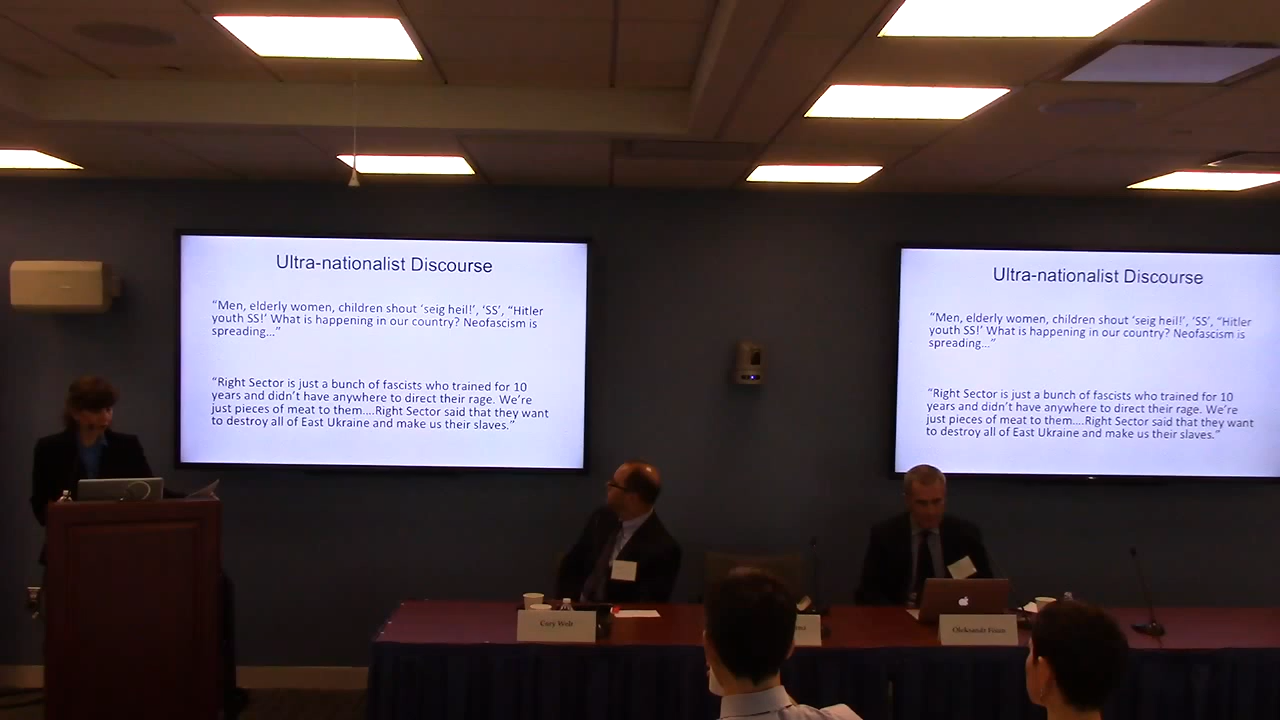 Ultra-nationalist Discourse
“Men, elderly women, children shout ‘seig heil!’, ‘SS’, “Hitler
youth SS!’ What is happening in our country? Neofascism is
spreading…”
“Right Sector is just a bunch of fascists who trained for 10
years and didn’t have anywhere to direct their rage. We’re
just pieces of meat to them….Right Sector said that they want
to destroy all of East Ukraine and make us their slaves.”
Ultra-nationalist Discourse
“Men, elderly women, children shout ‘seig heil!’, ‘SS’, “Hitler
youth SS!’ What is happening in our country? Neofascism is
spreading…”
“Right Sector is just a bunch of fascists who trained for 10
years and didn’t have anywhere to direct their rage. We’re
just pieces of meat to them….Right Sector said that they want
to destroy all of East Ukraine and make us their slaves.”
Cory Welt
Oleksandr